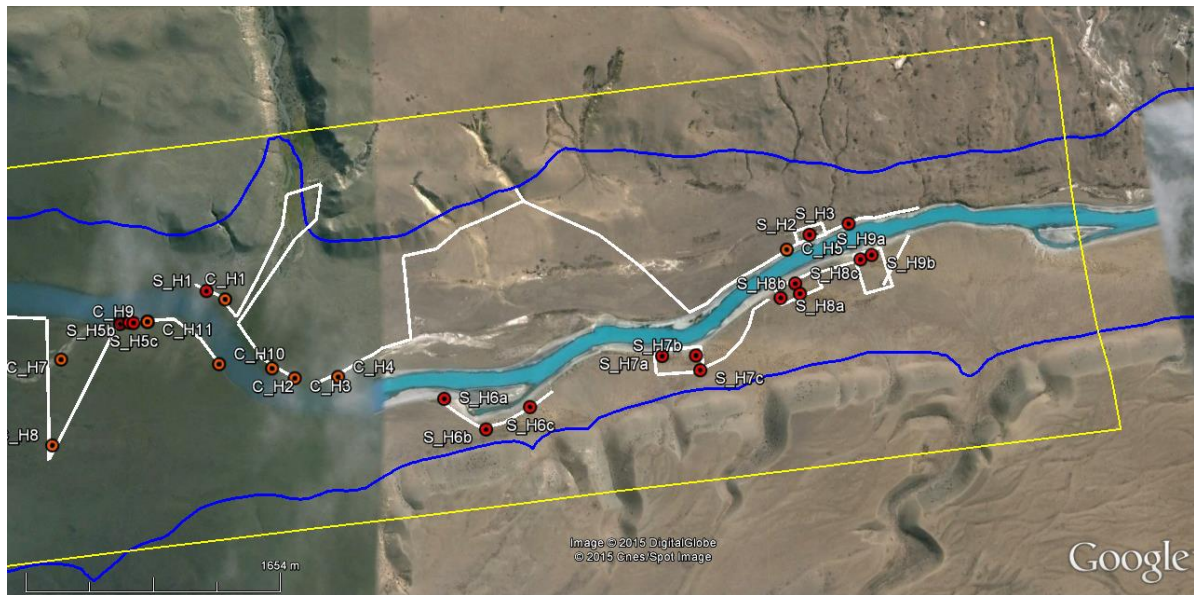 S_H3
S_H2
C_H5
S_H9a
S_H9b
S_H8c
S_H8b
S_H8a
S_H1
C_H1
C_H9
S_H5b
S_H5c
C_H11
C_H10
C_H7
C_H2
C_H3
C_H4
S_H7b
S_H7a
S_H7c
S_H6a
S_H6b
S_H6c
_H8
Image © 2015 DigitalGlobe
© 2015 Cnes/Spot Image
Google
1654 m